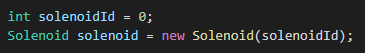 int solenoidId = 0;
Solenoid solenoid = new Solenoid(solenoidId);